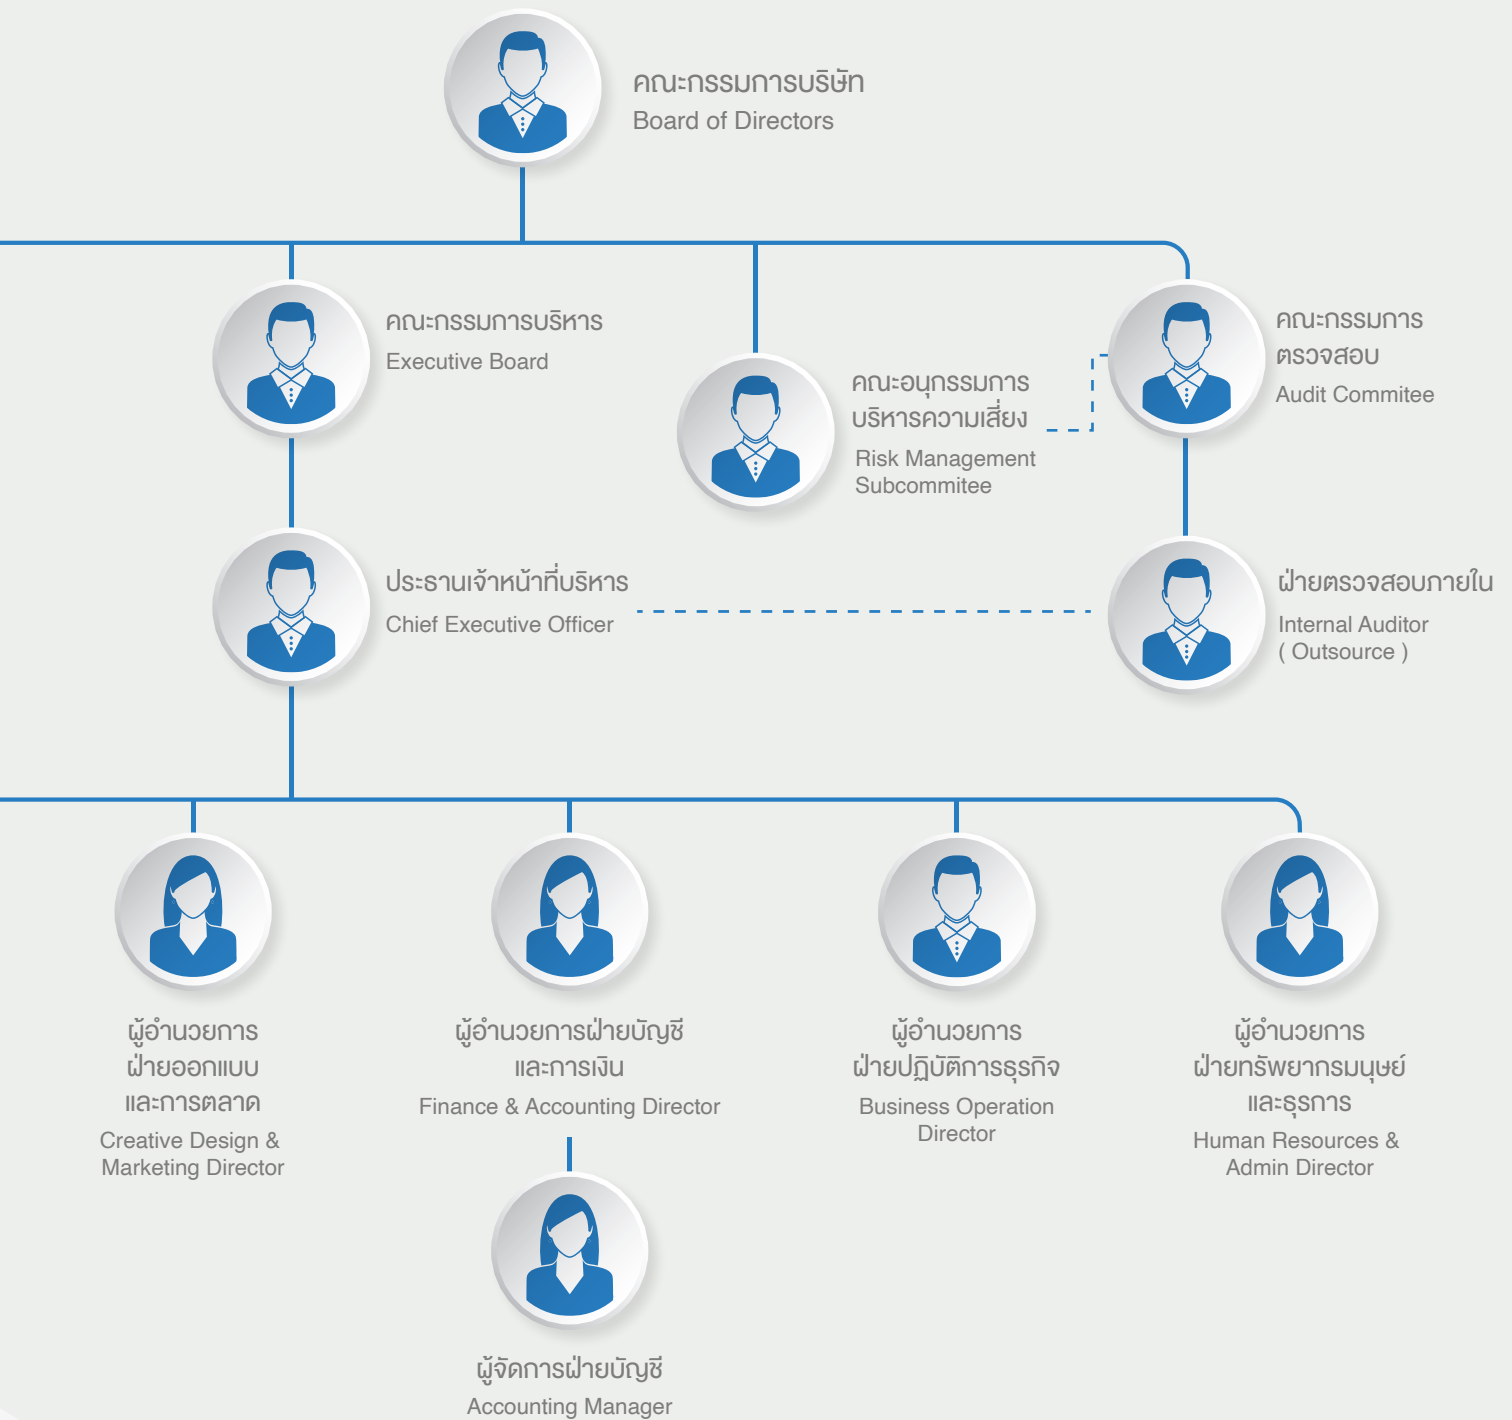 คณะกรรมการบริษัท
Board of Directors
คณะกรรมการบริหาร
Executive Board
คณะอนุกรรมการ
บริหารความเสี่ยง
Risk Management
Subcommitee
คณะกรรมการ
ตรวจสอบ
Audit Commitee
ประธานเจ้าหน้าที่บริหาร
Chief Executive Officer
ฝ่ายตรวจสอบภายใน
Internal Auditor
( Outsource )
ผู้อำนวยการ
ฝ่ายออกแบบ
และการตลาด
Creative Design &
Marketing Director
ผู้อำนวยการฝ่ายบัญชี
และการเงิน
Finance & Accounting Director
ผู้อำนวยการ
ฝ่ายปฏิบัติการธุรกิจ
Business Operation
Director
ผู้อำนวยการ
ฝ่ายทรัพยากรมนุษย์
และธุรการ
Human Resources &
Admin Director
ผู้จัดการฝ่ายบัญชี
Accounting Manager